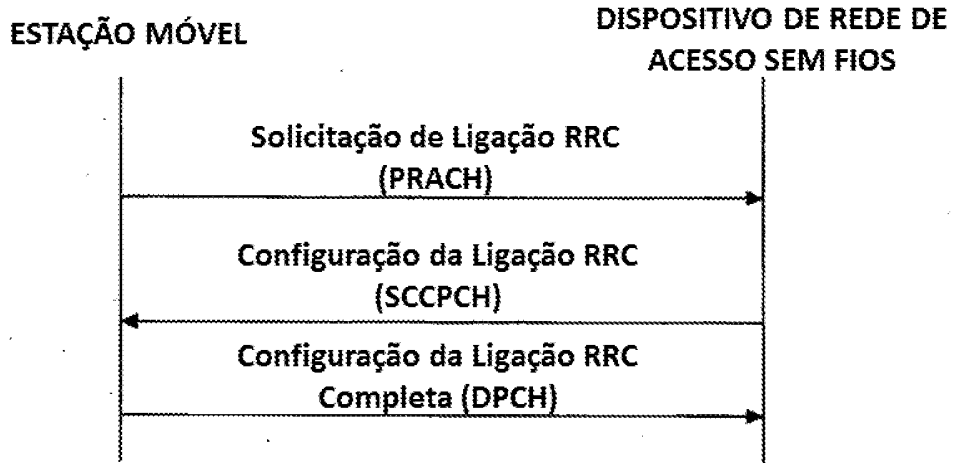 ESTAÇÃO MÓVEL
DISPOSITIVO DE REDE DE
ACESSO SEM FIOS
Solicitação de Ligação RRC
(PRACH)
Configuração da Ligação RRC
(SCCPCH)
Configuração da Ligação RRC
Completa (DPCH)